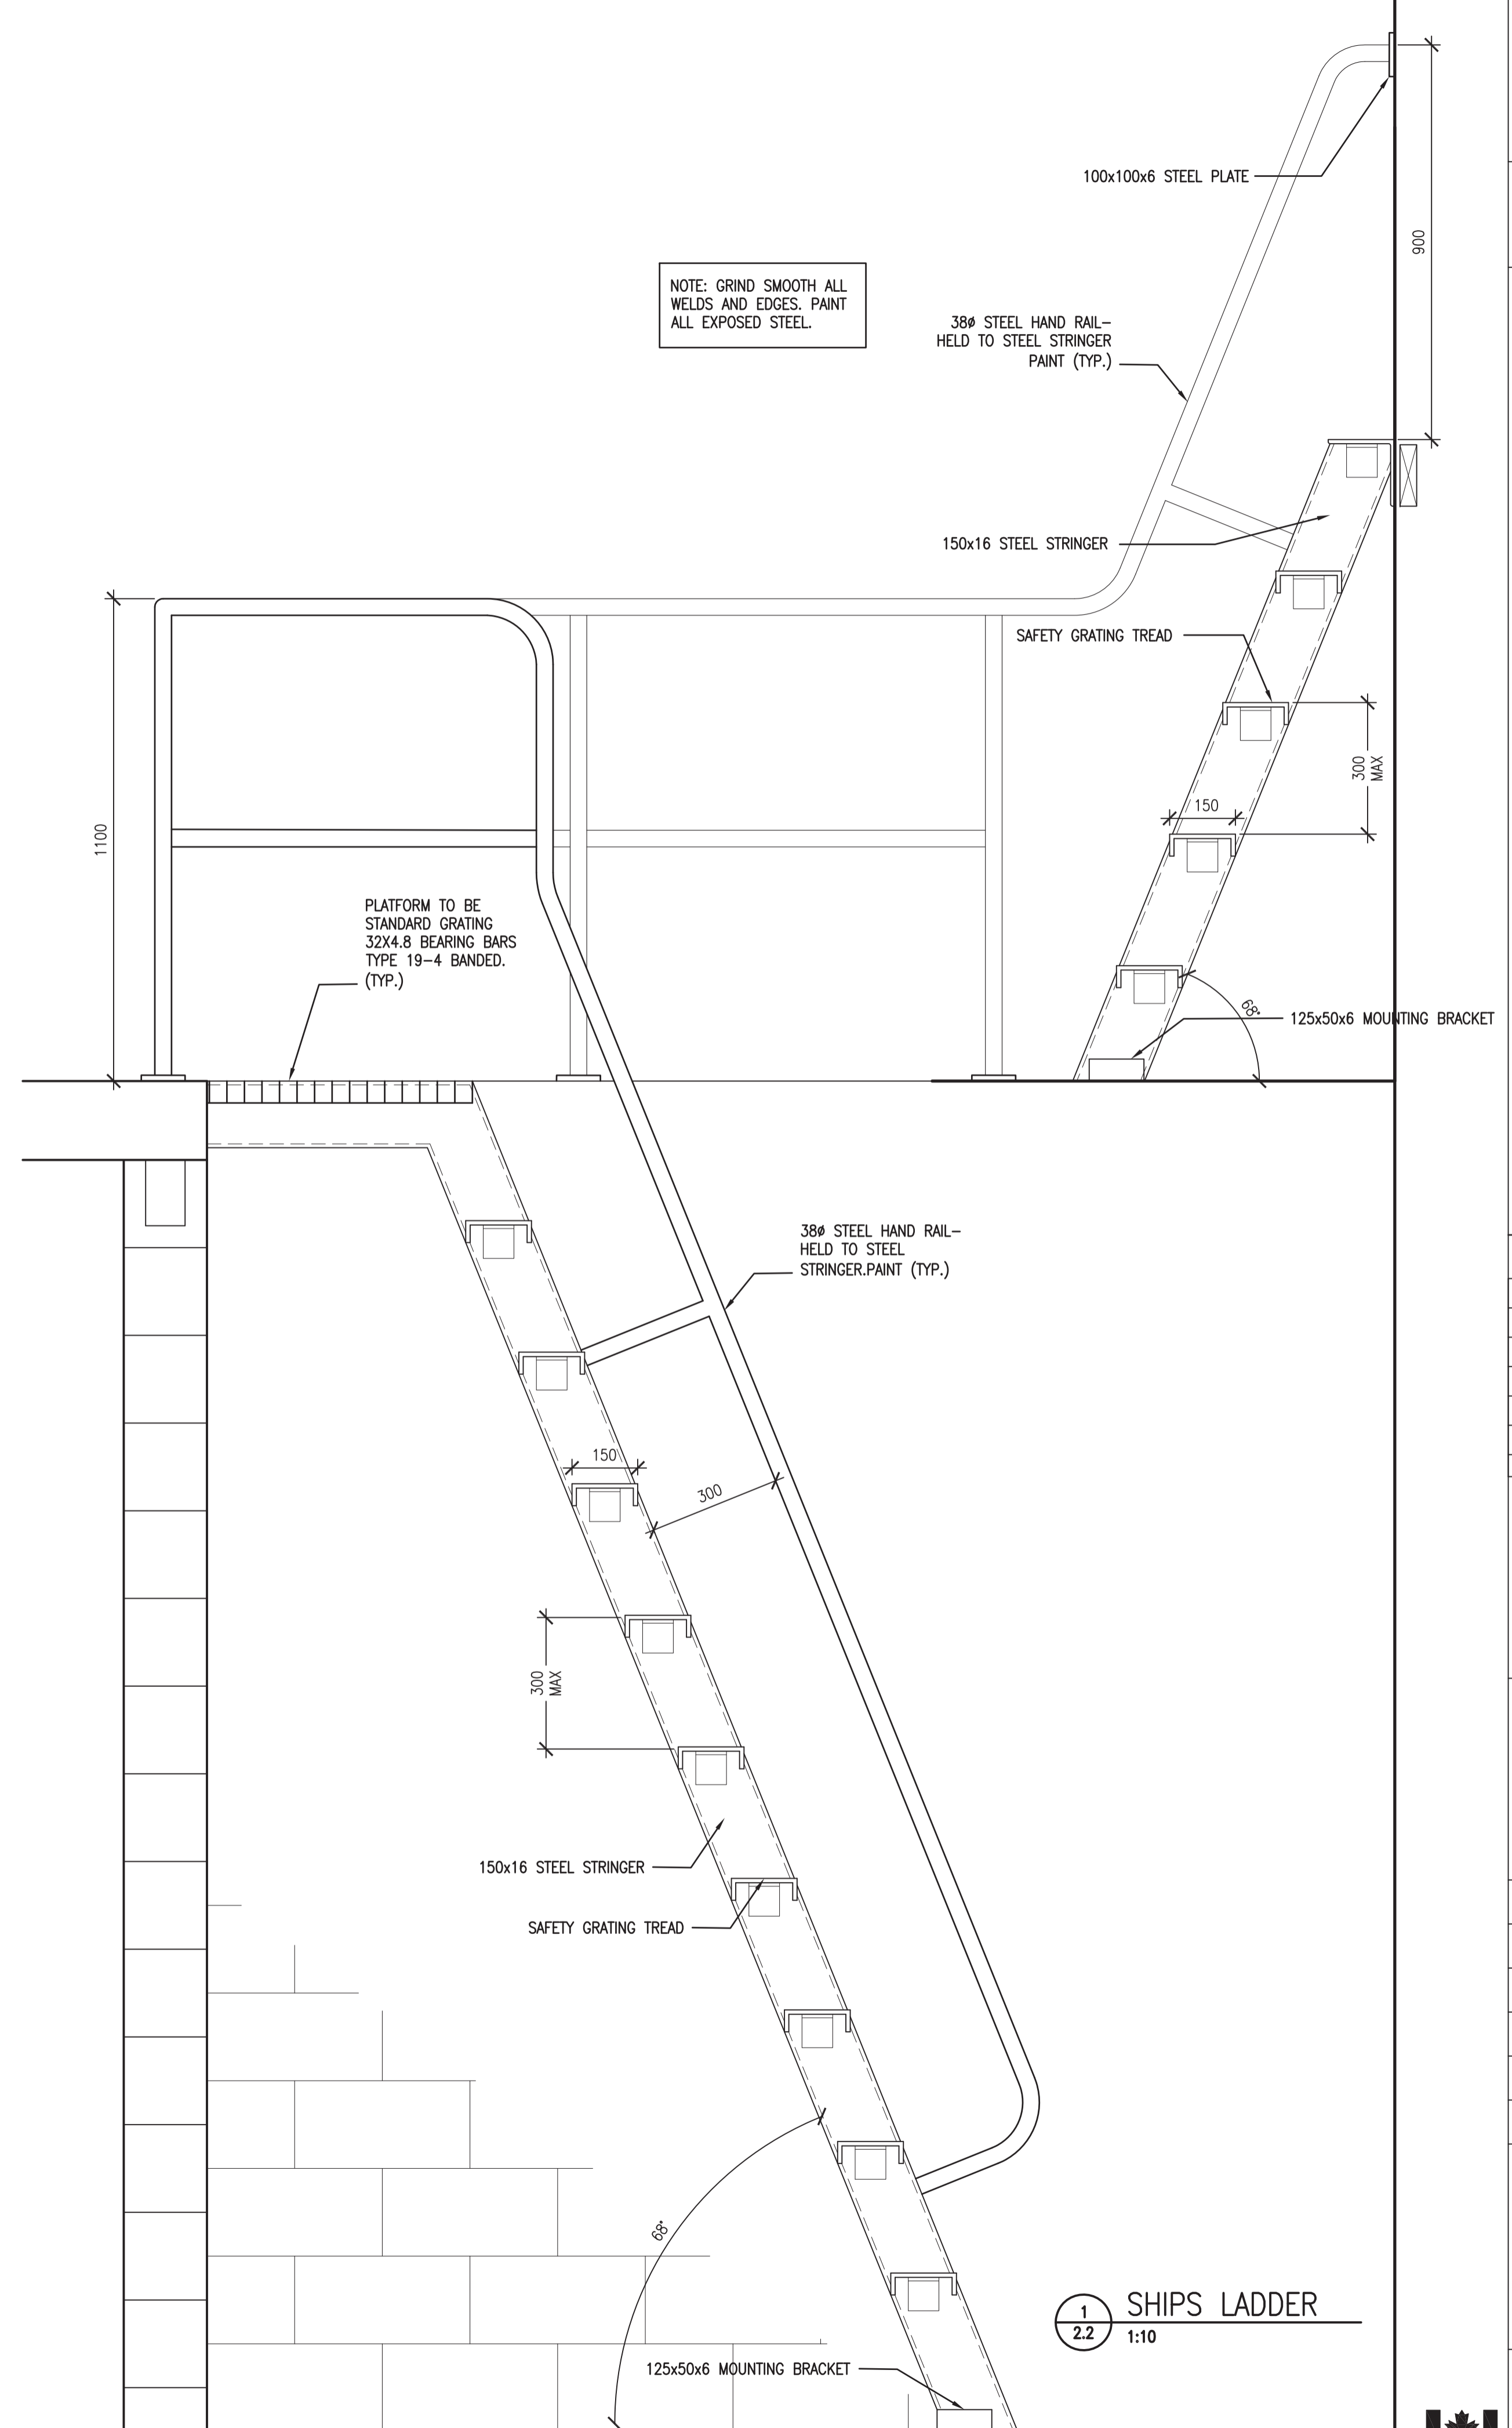 100x100x6 STEEL PLATE
900
NOTE: GRIND SMOOTH ALL
WELDS AND EDGES. PAINT
ALL EXPOSED STEEL.
38ø STEEL HAND RAIL-
HELD TO STEEL STRINGER
PAINT (TYP.)
150x16 STEEL STRINGER
SAFETY GRATING TREAD
300
MAX
150
1100
PLATFORM TO BE
STANDARD GRATING
32X4.8 BEARING BARS
TYPE 19-4 BANDED.
(TYP.)
68°
125x50x6 MOUNTING BRACKET
38ø STEEL HAND RAIL-
HELD TO STEEL
STRINGER.PAINT (TYP.)
150
300
300
MAX
150x16 STEEL STRINGER
SAFETY GRATING TREAD
68°
1
2.2
SHIPS LADDER
1:10
125x50x6 MOUNTING BRACKET